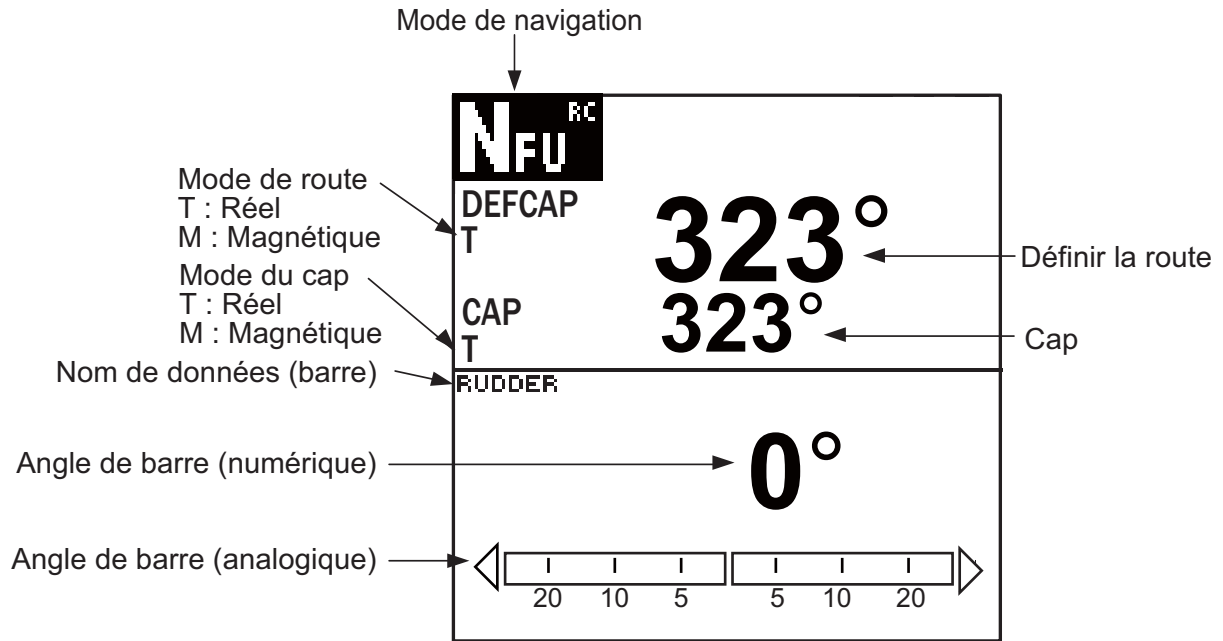 Mode de navigation
NFU RC
Mode de route
T : Réel
M : Magnétique
DEFCAP
T
323°
Définir la route
Mode du cap
T : Réel
M : Magnétique
CAP
T
323°
Cap
Nom de données (barre)
RUDDER
Angle de barre (numérique)
0°
Angle de barre (analogique)
20 10 5 5 10 20